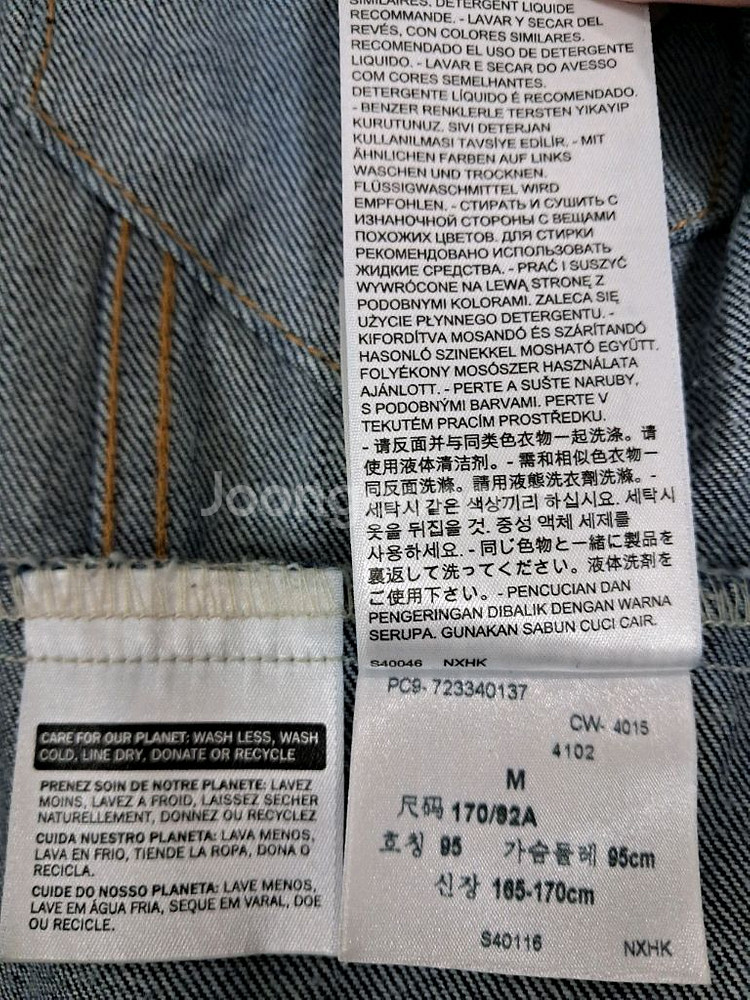 SIMILAIRES. DETERGENT LIQUIDE
RECOMMANDE. - LAVAR Y SECAR DEL
REVÉS, CON COLORES SIMILARES.
RECOMENDADO EL USO DE DETERGENTE
LIQUIDO. - LAVAR E SECAR DO AVESSO
COM CORES SEMELHANTES.
DETERGENTE LÍQUIDO É RECOMENDADO.
- BENZER RENKLERLE TERSTEN YIKAYIP
KURUTUNUZ. SIVI DETERJAN
KULLANILMASI TAVSİYE EDİLİR. - MIT
ÄHNLICHEN FARBEN AUF LINKS
WASCHEN UND TROCKNEN.
FLÜSSIGWASCHMITTEL WIRD
EMPFOHLEN. - СТИРАТЬ И СУШИТЬ С
ИЗНАНОЧНОЙ СТОРОНЫ С ВЕЩАМИ
ПОХОЖИХ ЦВЕТОВ. ДЛЯ СТИРКИ
РЕКОМЕНДОВАНО ИСПОЛЬЗОВАТЬ
ЖИДКИЕ СРЕДСТВА. - PRAĆ I SUSZYĆ
WYWRÓCONE NA LEWĄ STRONĘ Z
PODOBNYMI KOLORAMI. ZALECA SIĘ
UŻYCIE PŁYNNEGO DETERGENTU. -
KIFORDÍTVA MOSANDÓ ÉS SZÁRÍTANDÓ
HASONLÓ SZINEKKEL MOSHATÓ EGYÜTT.
FOLYÉKONY MOSÓSZER HASZNÁLATA
AJÁNLOTT. - PERTE A SUŠTE NARUBY,
S PODOBNÝMI BARVAMI. PERTE V
TEKUTÉM PRACÍM PROSTŘEDKU.
- 请反面并与同类色衣物一起洗涤。请
使用液体清洁剂。- 需和相似色衣物一
同反面洗滌。請用液態洗衣劑洗滌。-
세탁시 같은 색상끼리 하십시요. 세탁시
옷을 뒤집을 것. 중성 액체 세제를
사용하세요. - 同じ色物と一緒に製品を
裏返して洗ってください。液体洗剤を
ご使用下さい。- PENCUCIAN DAN
PENGERINGAN DIBALIK DENGAN WARNA
SERUPA. GUNAKAN SABUN CUCI CAIR.
S40046 NXHK
PC9- 723340137
CW- 4015
4102
M
尺码 170/92A
호칭 95 가슴둘레 95cm
신장 165-170cm
S40116 NXHK
CARE FOR OUR PLANET: WASH LESS, WASH
COLD, LINE DRY, DONATE OR RECYCLE
PRENEZ SOIN DE NOTRE PLANETE: LAVEZ
MOINS, LAVEZ A FROID, LAISSEZ SECHER
NATURELLEMENT, DONNEZ OU RECYCLEZ
CUIDA NUESTRO PLANETA: LAVA MENOS,
LAVA EN FRIO, TIENDE LA ROPA, DONA O
RECICLA.
CUIDE DO NOSSO PLANETA: LAVE MENOS,
LAVE EM ÁGUA FRIA, SEQUE EM VARAL, DOE
OU RECICLE.